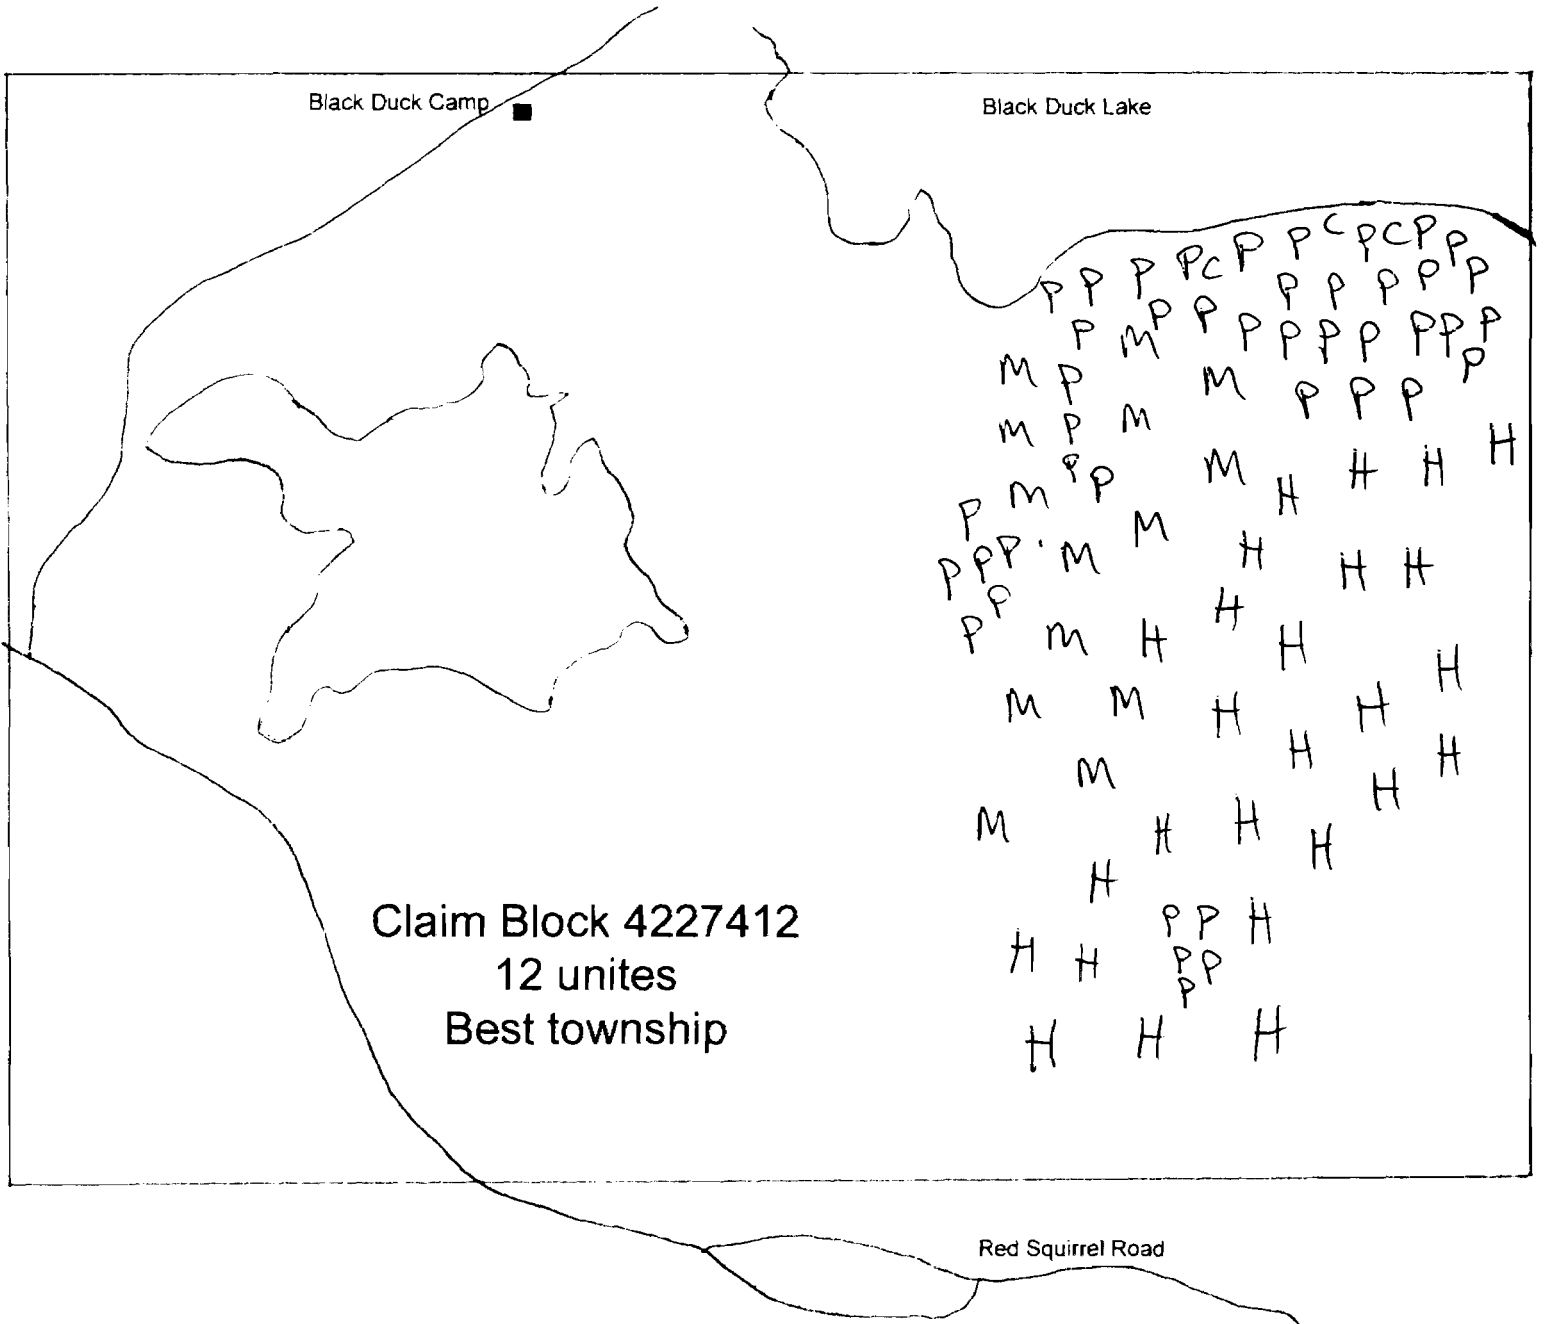 Black Duck Camp
Black Duck Lake
P P P P C P P C P C P P
P P P P P
P P P P P P P P P P
M P M M P P P P
M P M H
P P M H H H
P M M H
P P P M H H H
P P M H H H
H
M M H H
M H H
H
M H H H
H
P P H
H H P P
P
H H H
Claim Block 4227412
12 unites
Best township
Red Squirrel Road